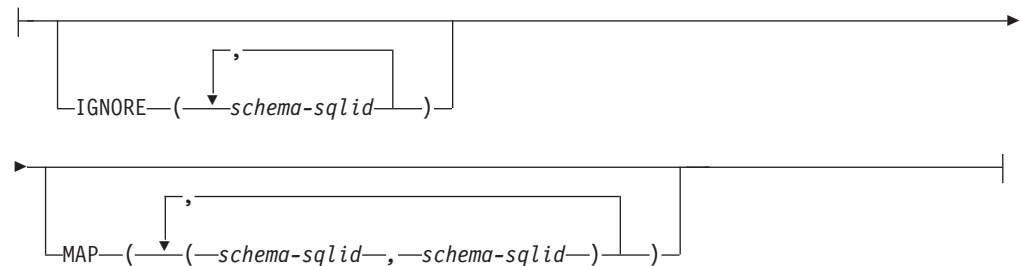 ,
IGNORE ( schema-sqlid )
,
MAP ( ( schema-sqlid , schema-sqlid ) )